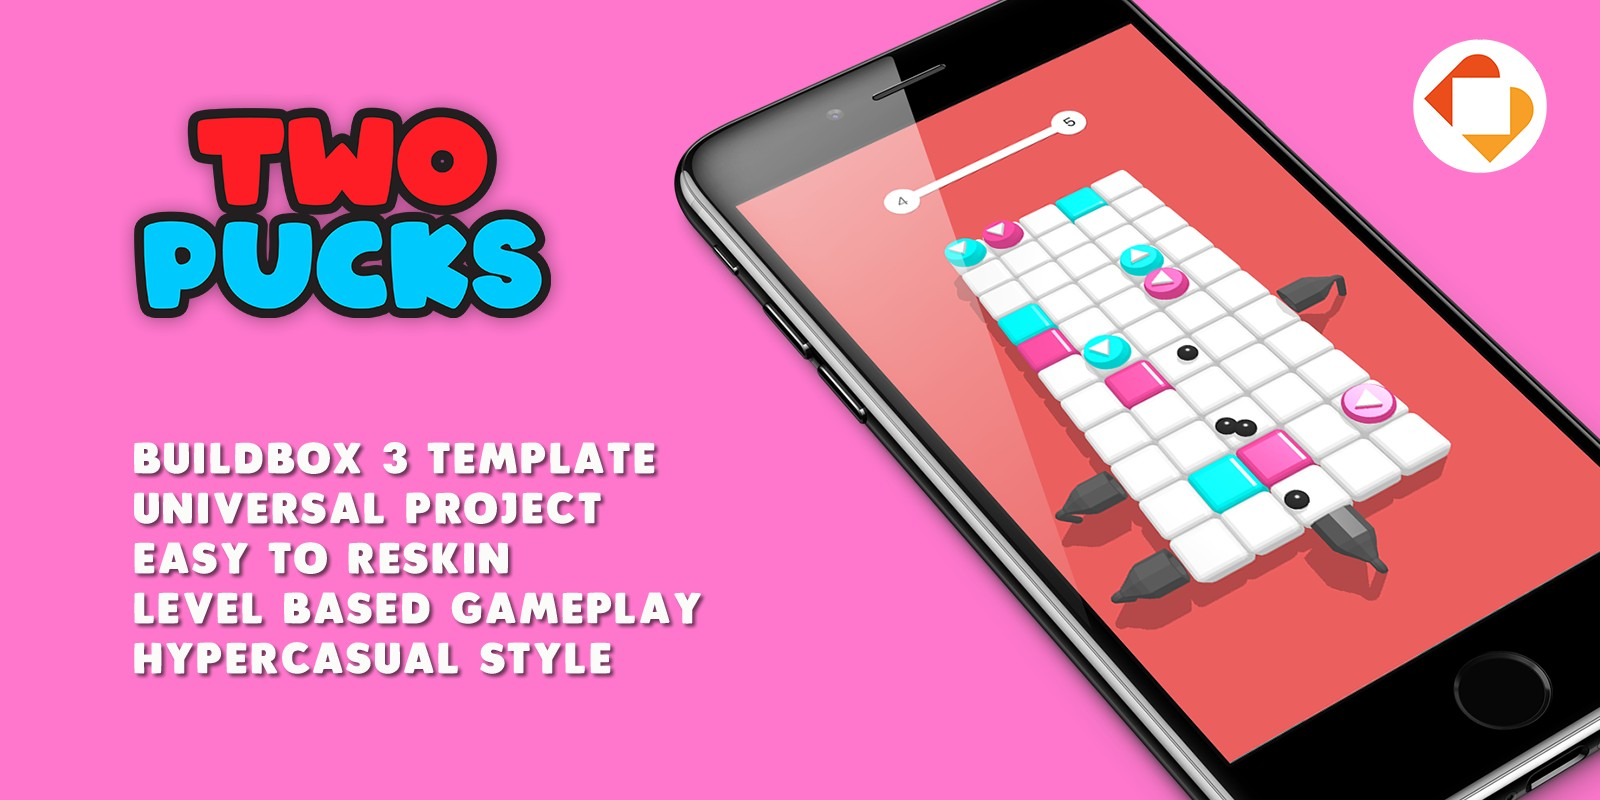 TWO
PUCKS
BUILDBOX 3 TEMPLATE
UNIVERSAL PROJECT
EASY TO RESKIN
LEVEL BASED GAMEPLAY
HYPERCASUAL STYLE
5
4